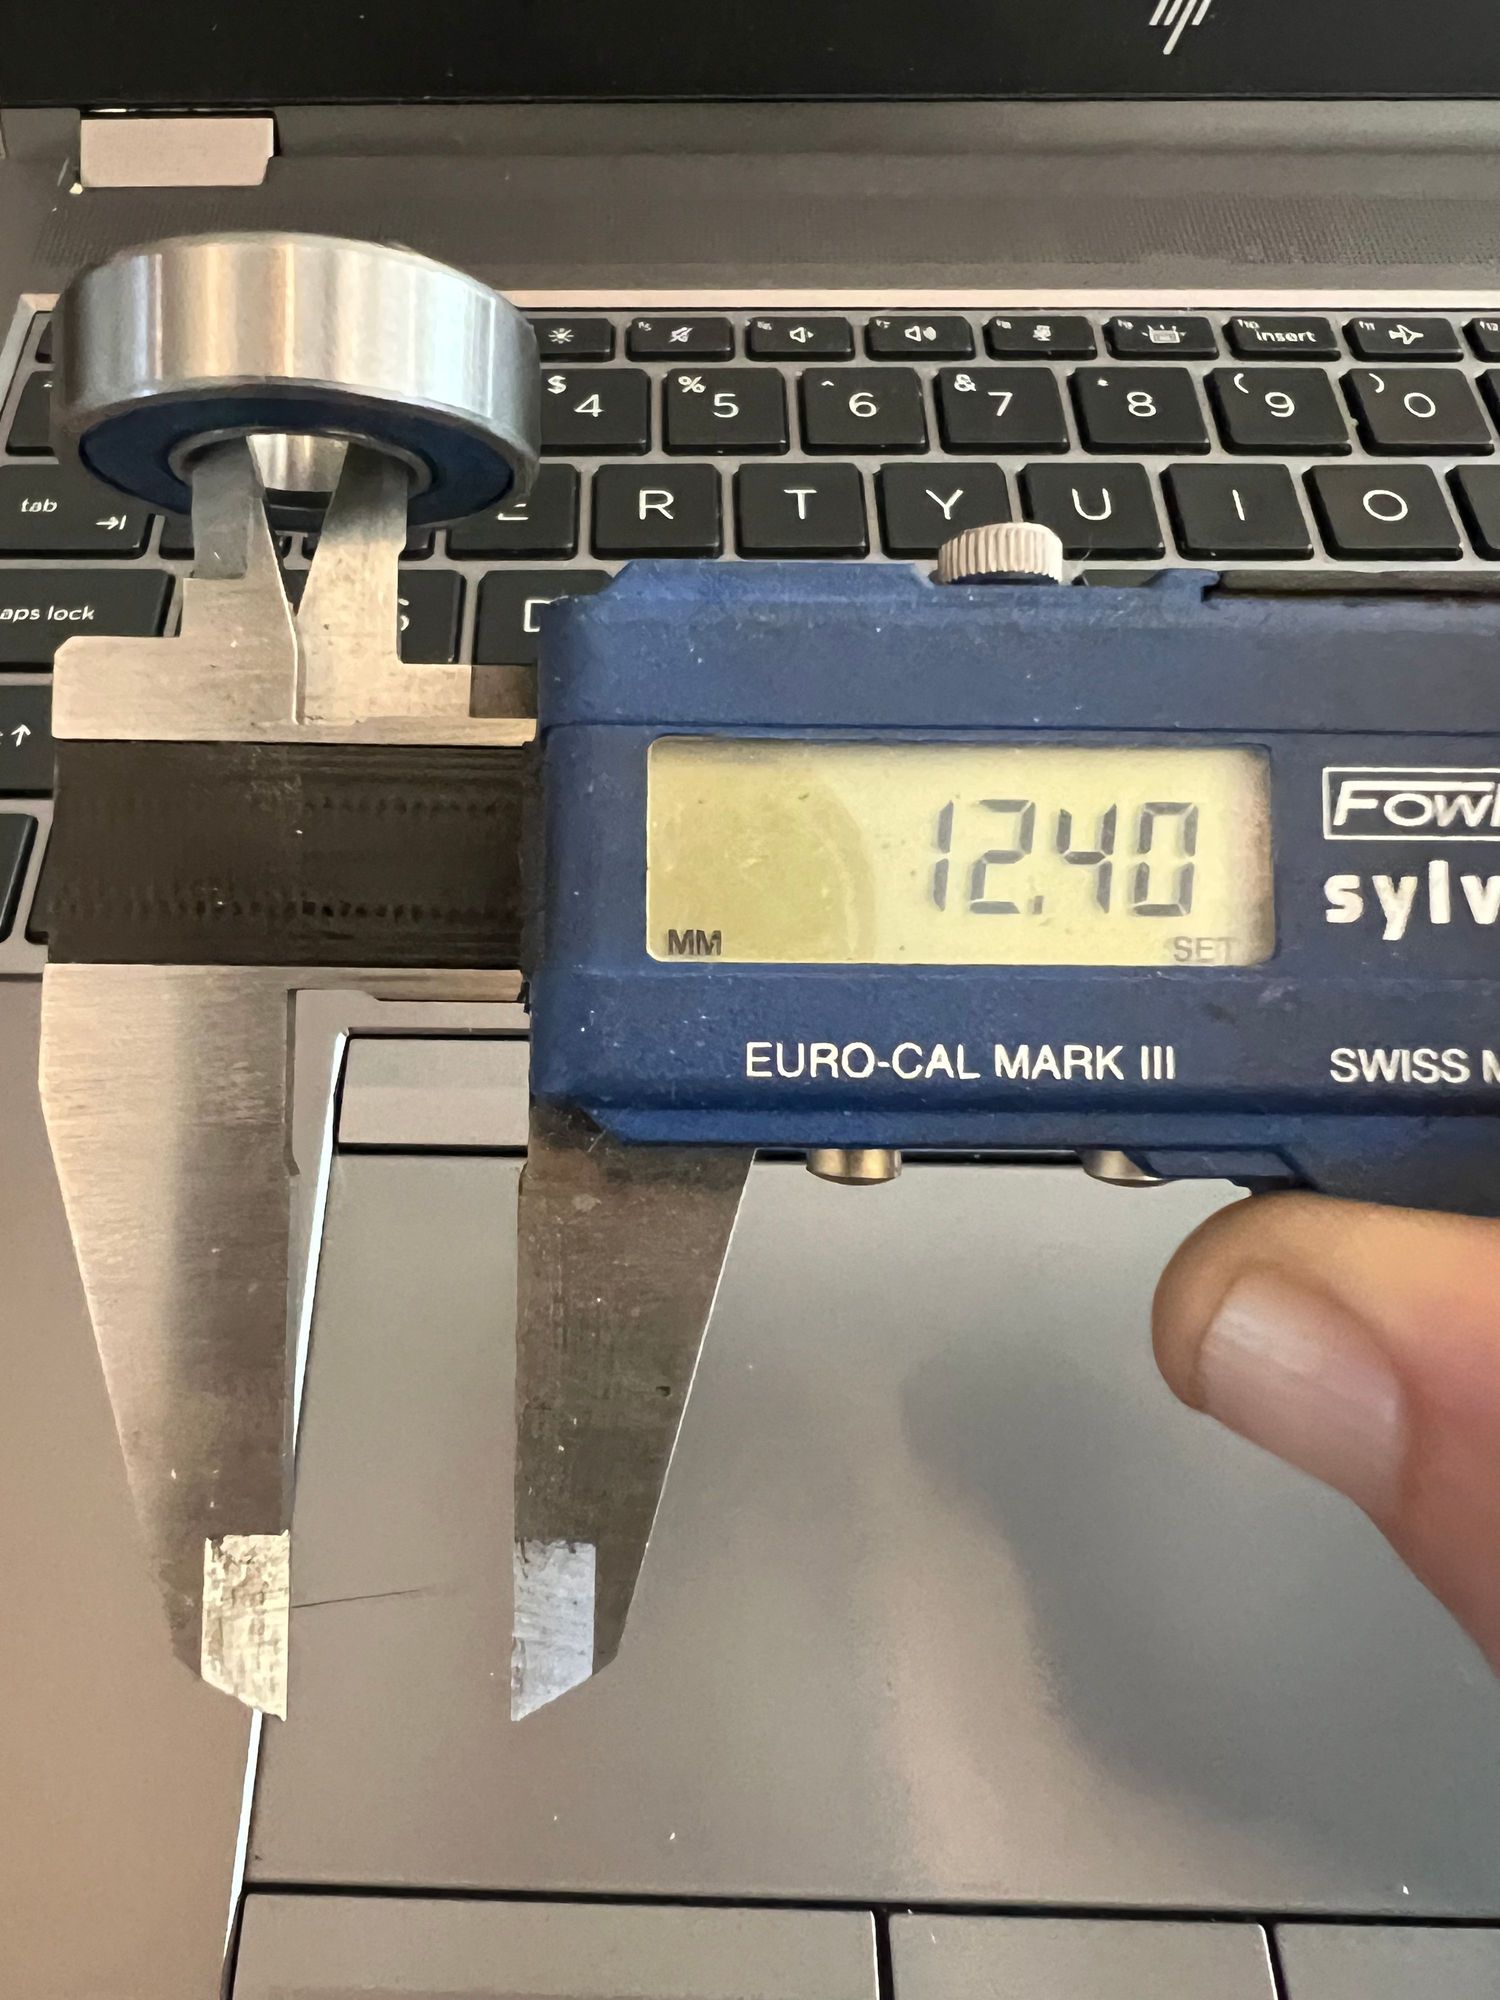 hp
insert
$ 4 % 5 ^ 6 & 7 * 8 ( 9 ) 0
tab R T Y U I O
caps lock D
12.40
MM SET
EURO-CAL MARK III